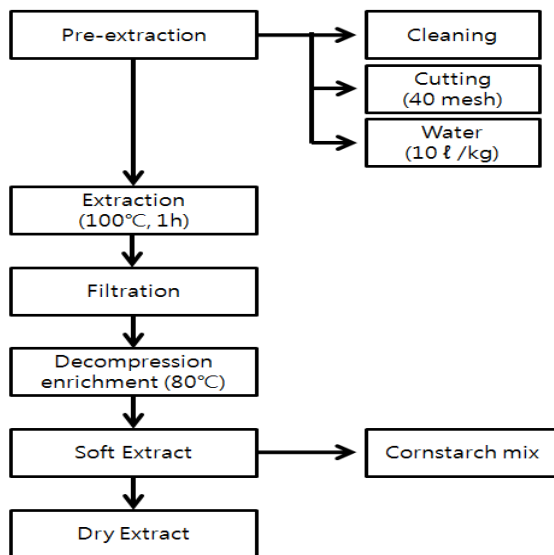 Pre-extraction
Cleaning
Cutting
(40 mesh)
Water
(10 ℓ /kg)
Extraction
(100℃, 1h)
Filtration
Decompression
enrichment (80℃)
Soft Extract
Cornstarch mix
Dry Extract